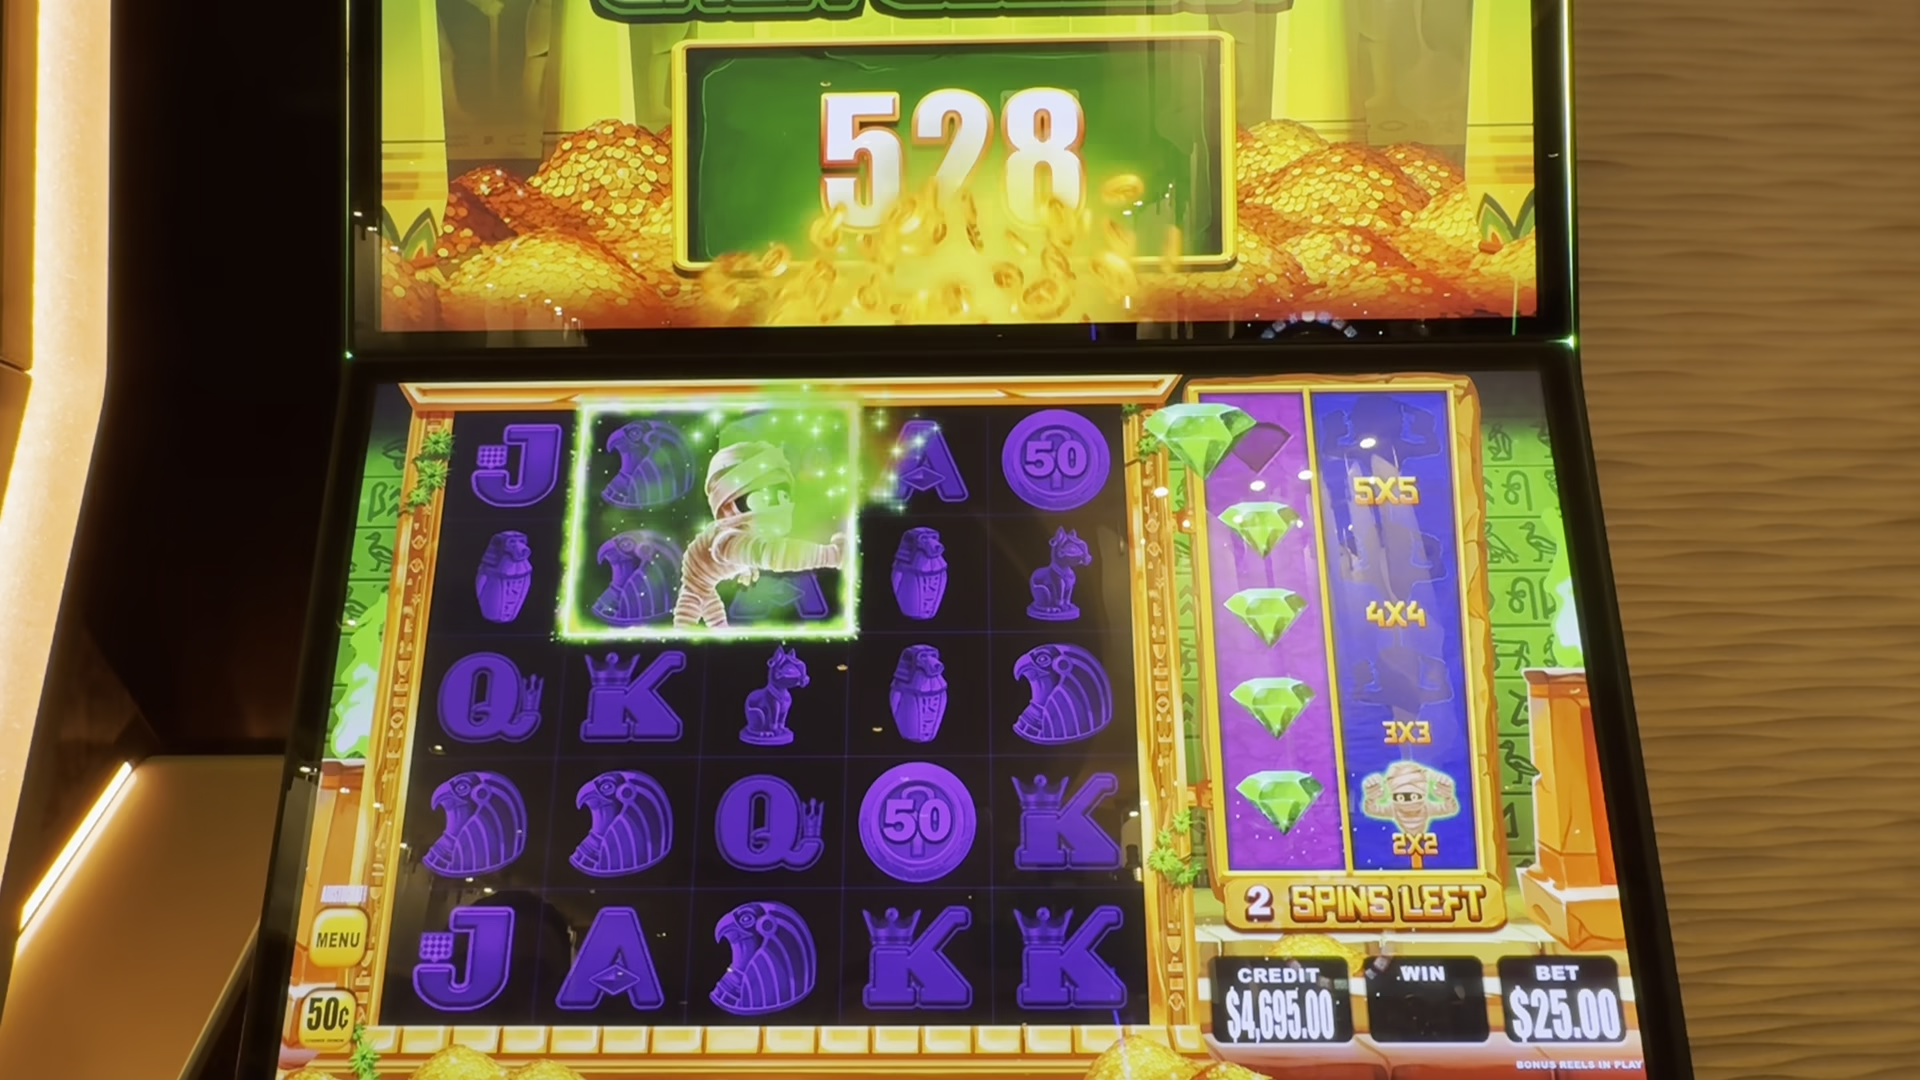 528
J A 50
5X5
4X4
Q K
3X3
Q 50 K
2X2
2 SPINS LEFT
J A K K
MENU
50¢
CREDIT WIN BET
$4,695.00 $25.00
BONUS REELS IN PLAY